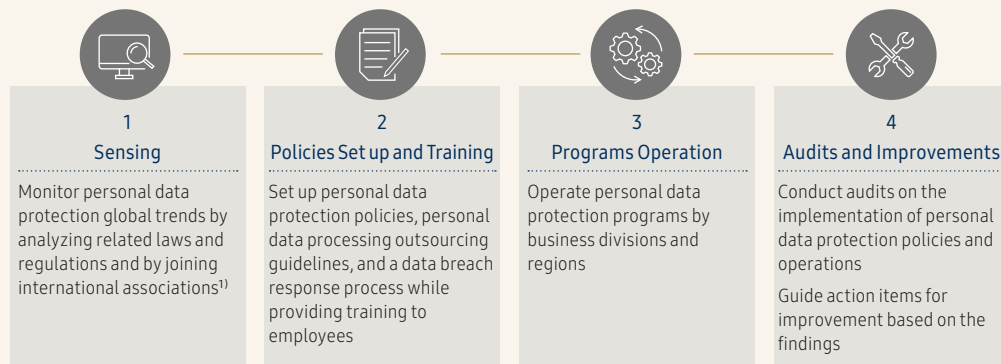 1
Sensing
Monitor personal data
protection global trends by
analyzing related laws and
regulations and by joining
international associations¹⁾
2
Policies Set up and Training
Set up personal data
protection policies, personal
data processing outsourcing
guidelines, and a data breach
response process while
providing training to
employees
3
Programs Operation
Operate personal data
protection programs by
business divisions and
regions
4
Audits and Improvements
Conduct audits on the
implementation of personal
data protection policies and
operations
Guide action items for
improvement based on the
findings